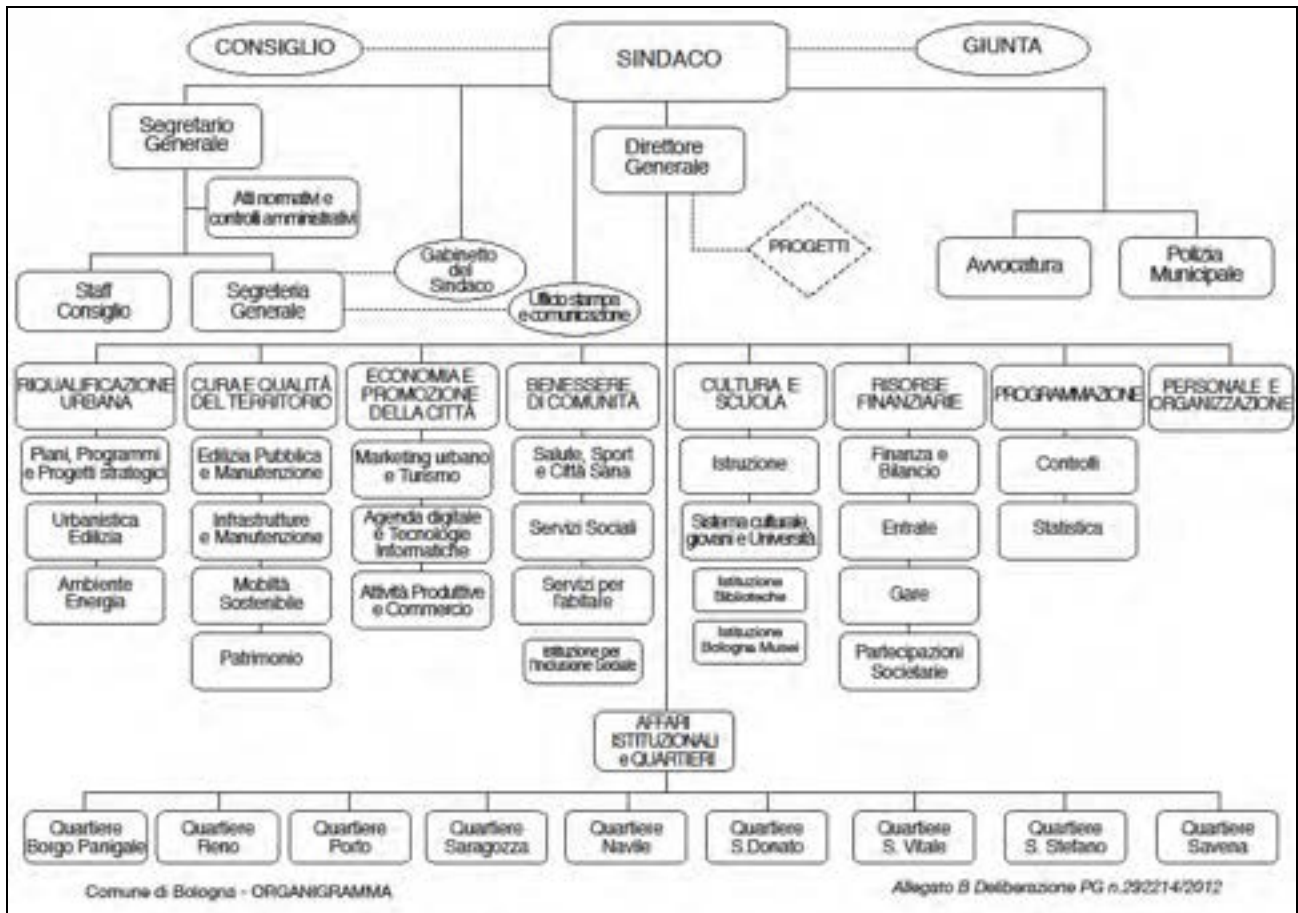 CONSIGLIO
SINDACO
GIUNTA
Segretario
Generale
Direttore
Generale
Atti normativi e
controlli amministrativi
PROGETTI
Avvocatura
Polizia
Municipale
Gabinetto
del
Sindaco
Staff
Consiglio
Segreteria
Generale
Ufficio stampa
e comunicazione
RIQUALIFICAZIONE
URBANA
CURA E QUALITÀ
DEL TERRITORIO
ECONOMIA E
PROMOZIONE
DELLA CITTÀ
BENESSERE
DI COMUNITÀ
CULTURA E
SCUOLA
RISORSE
FINANZIARIE
PROGRAMMAZIONE
PERSONALE E
ORGANIZZAZIONE
Piani, Programmi
e Progetti strategici
Edilizia Pubblica
e Manutenzione
Marketing urbano
e Turismo
Salute, Sport
e Città Sana
Istruzione
Finanza e
Bilancio
Controlli
Urbanistica
Edilizia
Infrastrutture
e Manutenzione
Agenda digitale
e Tecnologie
Informatiche
Servizi Sociali
Sistema culturale,
giovani e Università
Entrate
Statistica
Ambiente
Energia
Mobilità
Sostenibile
Attività Produttive
e Commercio
Servizi per
l'abitare
Istituzione
Biblioteche
Gare
Patrimonio
Istituzione per
l'Inclusione Sociale
Istituzione
Bologna Musei
Partecipazioni
Societarie
AFFARI
ISTITUZIONALI
e QUARTIERI
Quartiere
Borgo Panigale
Quartiere
Reno
Quartiere
Porto
Quartiere
Saragozza
Quartiere
Navile
Quartiere
S.Donato
Quartiere
S. Vitale
Quartiere
S. Stefano
Quartiere
Savena
Comune di Bologna - ORGANIGRAMMA
Allegato B Deliberazione PG n.292214/2012